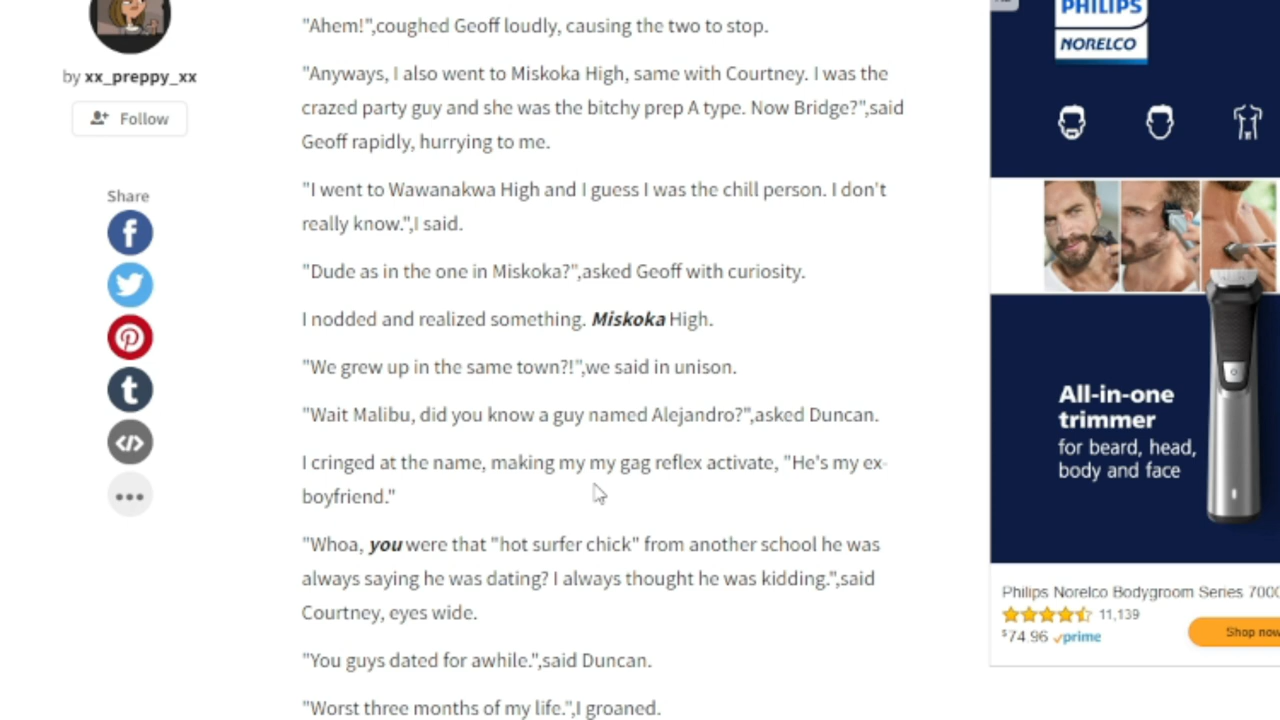 "Ahem!",coughed Geoff loudly, causing the two to stop.
by xx_preppy_xx
Follow
Share
"Anyways, I also went to Miskoka High, same with Courtney. I was the
crazed party guy and she was the bitchy prep A type. Now Bridge?",said
Geoff rapidly, hurrying to me.
"I went to Wawanakwa High and I guess I was the chill person. I don't
really know.",I said.
"Dude as in the one in Miskoka?",asked Geoff with curiosity.
I nodded and realized something. Miskoka High.
"We grew up in the same town?!",we said in unison.
"Wait Malibu, did you know a guy named Alejandro?",asked Duncan.
I cringed at the name, making my my gag reflex activate, "He's my ex-
boyfriend."
"Whoa, you were that "hot surfer chick" from another school he was
always saying he was dating? I always thought he was kidding.",said
Courtney, eyes wide.
"You guys dated for awhile.",said Duncan.
"Worst three months of my life.",I groaned.
PHILIPS
NORELCO
All-in-one
trimmer
for beard, head,
body and face
Philips Norelco Bodygroom Series 7000
11,139
$74.96 prime
Shop now